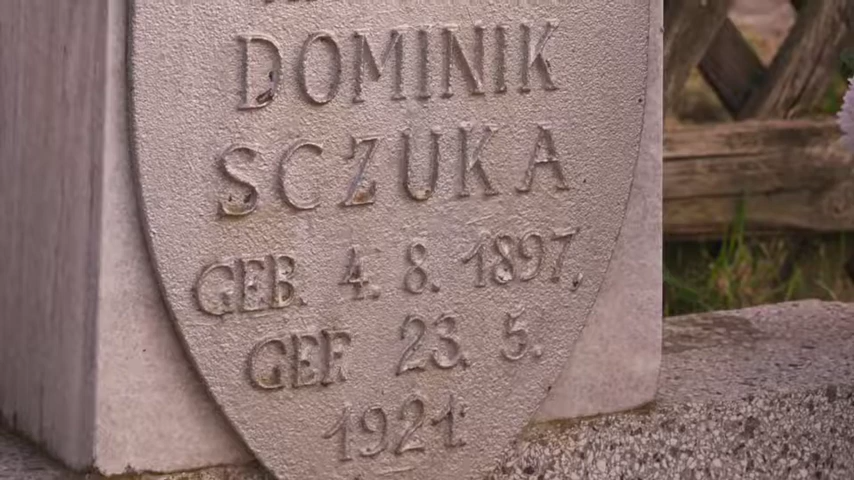 DOMINIK
SCZUKA
GEB. 4. 8. 1897,
GEF. 23. 5.
1921